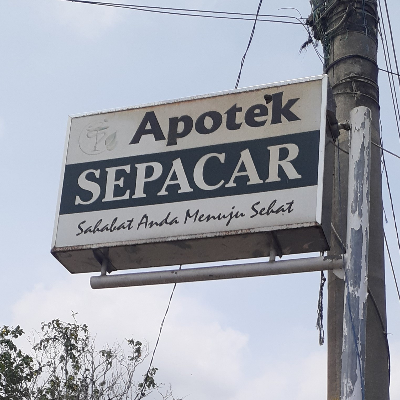 Apotek
SEPACAR
Sahabat Anda Menuju Sehat